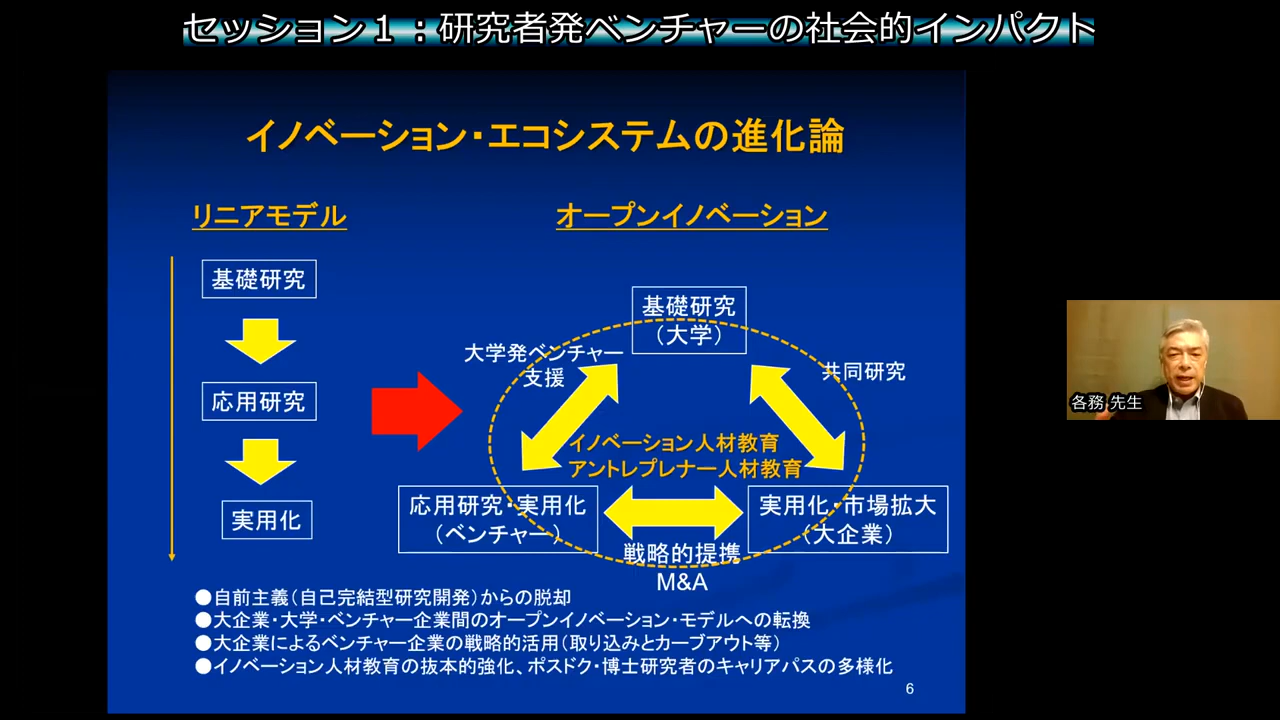 セッション１：研究者発ベンチャーの社会的インパクト
イノベーション・エコシステムの進化論
リニアモデル
基礎研究
応用研究
実用化
オープンイノベーション
基礎研究
（大学）
大学発ベンチャー
支援
共同研究
イノベーション人材教育
アントレプレナー人材教育
応用研究・実用化
（ベンチャー）
実用化・市場拡大
（大企業）
戦略的提携
M&A
●自前主義（自己完結型研究開発）からの脱却
●大企業・大学・ベンチャー企業間のオープンイノベーション・モデルへの転換
●大企業によるベンチャー企業の戦略的活用（取り込みとカーブアウト等）
●イノベーション人材教育の抜本的強化、ポスドク・博士研究者のキャリアパスの多様化
6
各務 先生